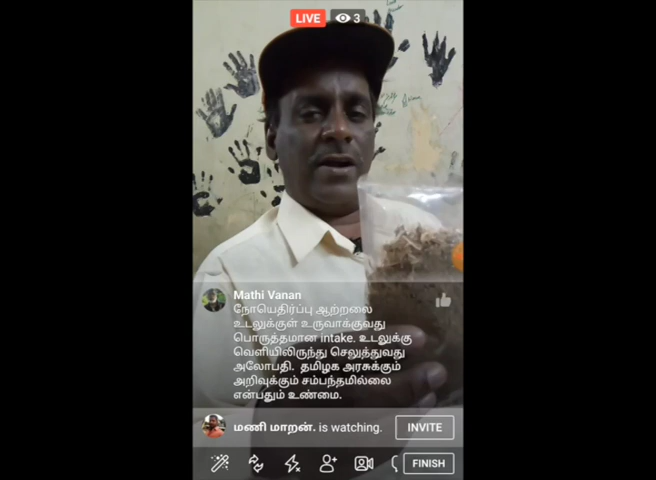 LIVE 3
Mathi Vanan
நோயெதிர்ப்பு ஆற்றலை
உடலுக்குள் உருவாக்குவது
பொருத்தமான intake. உடலுக்கு
வெளியிலிருந்து செலுத்துவது
அலோபதி. தமிழக அரசுக்கும்
அறிவுக்கும் சம்பந்தமில்லை
என்பதும் உண்மை.
மணி மாறன். is watching.
INVITE
FINISH